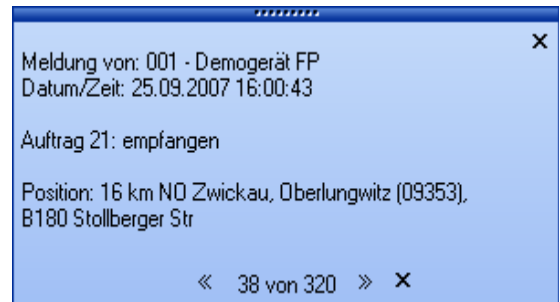 Meldung von: 001 - Demogerät FP
Datum/Zeit: 25.09.2007 16:00:43
Auftrag 21: empfangen
Position: 16 km NO Zwickau, Oberlungwitz (09353),
B180 Stollberger Str
« 38 von 320 »